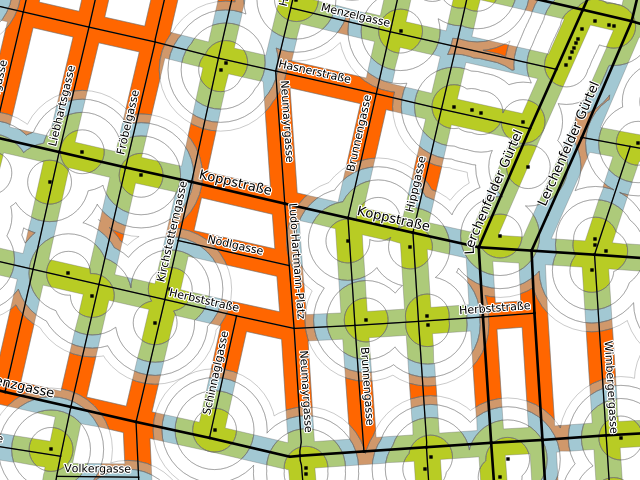 Menzelgasse
Hasnerstraße
Liebhartsgasse
Fröbelgasse
Neumayrgasse
Brunnengasse
Hippgasse
Lerchenfelder Gürtel
Lerchenfelder Gürtel
Koppstraße
Koppstraße
Kirchstetterngasse
Nödlgasse
Ludo-Hartmann-Platz
Herbststraße
Herbststraße
Schinnaglgasse
Neumayrgasse
Brunnengasse
Wimbergergasse
enzgasse
Volkergasse